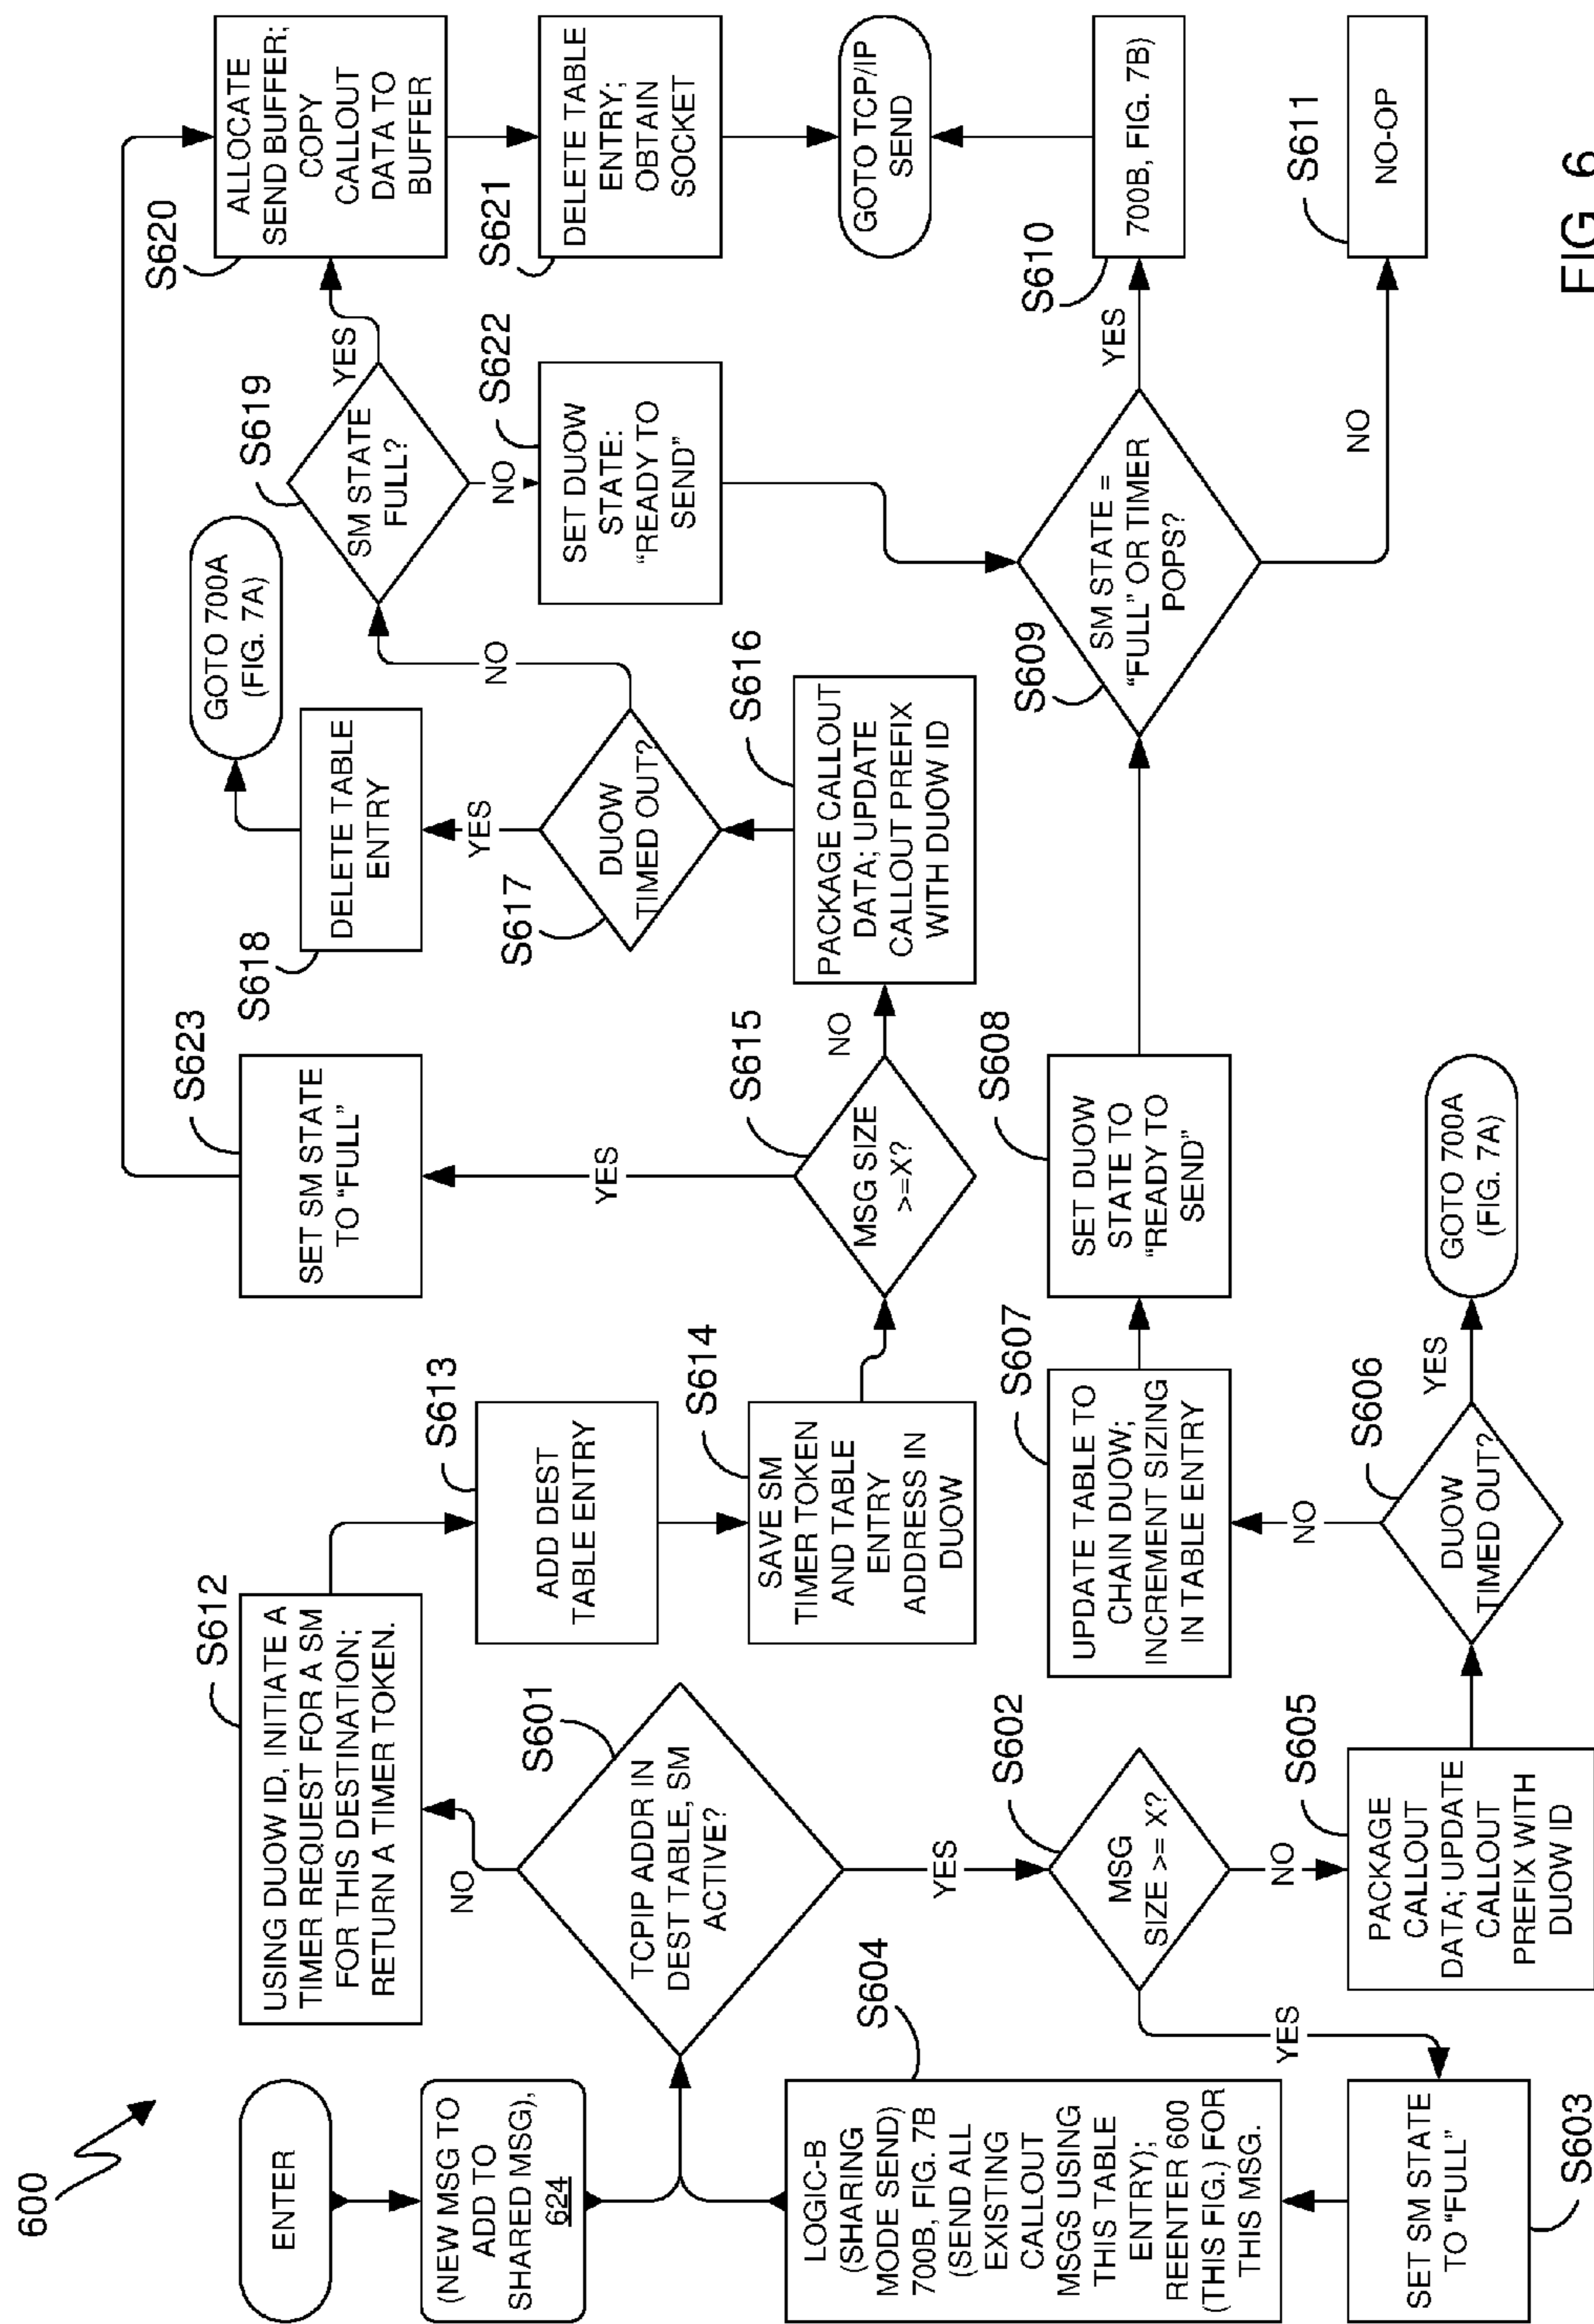 600
ENTER
(NEW MSG TO
ADD TO
SHARED MSG),
624
S601
TCPIP ADDR IN
DEST TABLE, SM
ACTIVE?
NO
YES
S602
MSG
SIZE >= X?
YES
NO
S603
SET SM STATE
TO "FULL"
S604
LOGIC-B
(SHARING
MODE SEND)
700B, FIG. 7B
(SEND ALL
EXISTING
CALLOUT
MSGS USING
THIS TABLE
ENTRY);
REENTER 600
(THIS FIG.) FOR
THIS MSG.
S605
PACKAGE
CALLOUT
DATA; UPDATE
CALLOUT
PREFIX WITH
DUOW ID
S606
DUOW
TIMED OUT?
YES
NO
GOTO 700A
(FIG. 7A)
S607
UPDATE TABLE TO
CHAIN DUOW;
INCREMENT SIZING
IN TABLE ENTRY
S608
SET DUOW
STATE TO
"READY TO
SEND"
S609
SM STATE =
"FULL" OR TIMER
POPS?
YES
NO
S610
700B, FIG. 7B)
S611
NO-OP
S612
USING DUOW ID, INITIATE A
TIMER REQUEST FOR A SM
FOR THIS DESTINATION;
RETURN A TIMER TOKEN.
S613
ADD DEST
TABLE ENTRY
S614
SAVE SM
TIMER TOKEN
AND TABLE
ENTRY
ADDRESS IN
DUOW
S615
MSG SIZE
>=X?
YES
NO
S623
SET SM STATE
TO "FULL"
S616
PACKAGE CALLOUT
DATA; UPDATE
CALLOUT PREFIX
WITH DUOW ID
S617
DUOW
TIMED OUT?
YES
NO
S618
DELETE TABLE
ENTRY
GOTO 700A
(FIG. 7A)
S619
SM STATE
FULL?
YES
NO
S622
SET DUOW
STATE:
"READY TO
SEND"
S620
ALLOCATE
SEND BUFFER;
COPY
CALLOUT
DATA TO
BUFFER
S621
DELETE TABLE
ENTRY;
OBTAIN
SOCKET
GOTO TCP/IP
SEND
FIG. 6